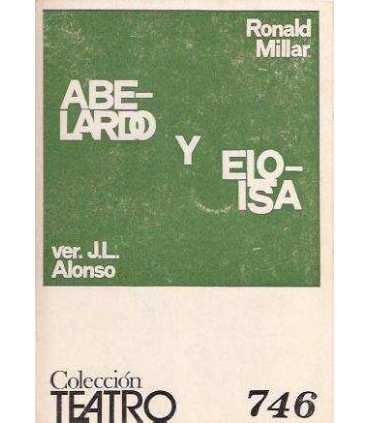 Ronald
Millar
ABE-
LARDO
Y
ELO-
ISA
ver. J.L.
Alonso
Colección
TEATRO
746